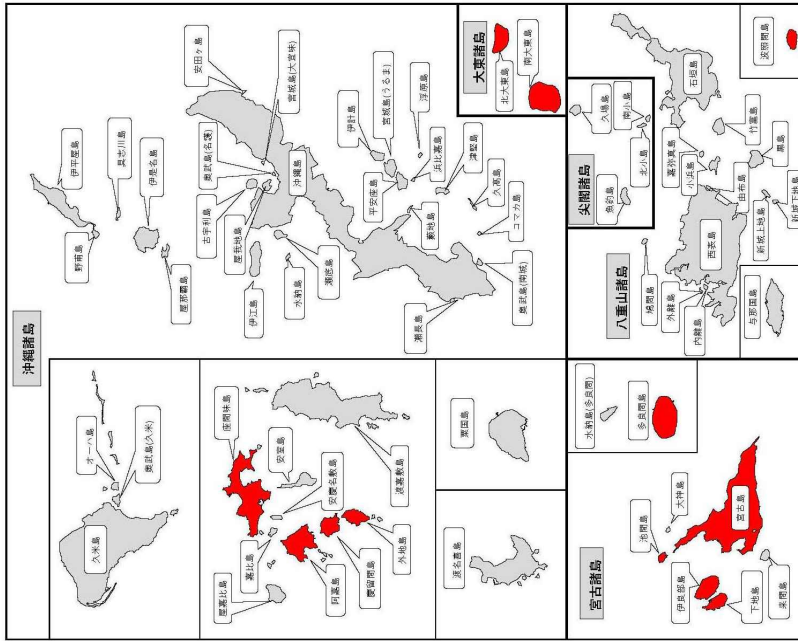 沖縄諸島
伊平屋島
野甫島
具志川島
伊是名島
屋那覇島
安田ヶ島
宮城島(大宜味)
奥武島(名護)
古宇利島
屋我地島
沖縄島
伊江島
水納島
瀬底島
伊計島
宮城島(うるま)
平安座島
浮原島
浜比嘉島
藪地島
津堅島
久高島
コマカ島
奥武島(南城)
瀬長島
大東諸島
北大東島
南大東島
オーハ島
奥武島(久米)
久米島
座間味島
安室島
安慶名敷島
渡嘉敷島
嘉比島
屋嘉比島
阿嘉島
慶留間島
外地島
粟国島
渡名喜島
尖閣諸島
久場島
南小島
北小島
魚釣島
八重山諸島
波照間島
石垣島
竹富島
嘉弥真島
小浜島
黒島
由布島
西表島
新城上地島
新城下地島
鳩間島
外離島
内離島
与那国島
宮古諸島
水納島(多良間)
多良間島
大神島
池間島
宮古島
伊良部島
下地島
来間島